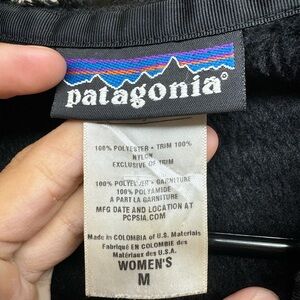 patagonia®
100% POLYESTER • TRIM 100%
NYLON
EXCLUSIVE OF TRIM
100% POLYESTER • GARNITURE
100% POLYAMIDE
A PART LA GARNITURE
MFG DATE AND LOCATION AT
PCPSIA.COM
Made in COLOMBIA of U.S. Materials
Fabriqué EN COLOMBIE des
Matériaux des U.S.A.
WOMEN'S
M